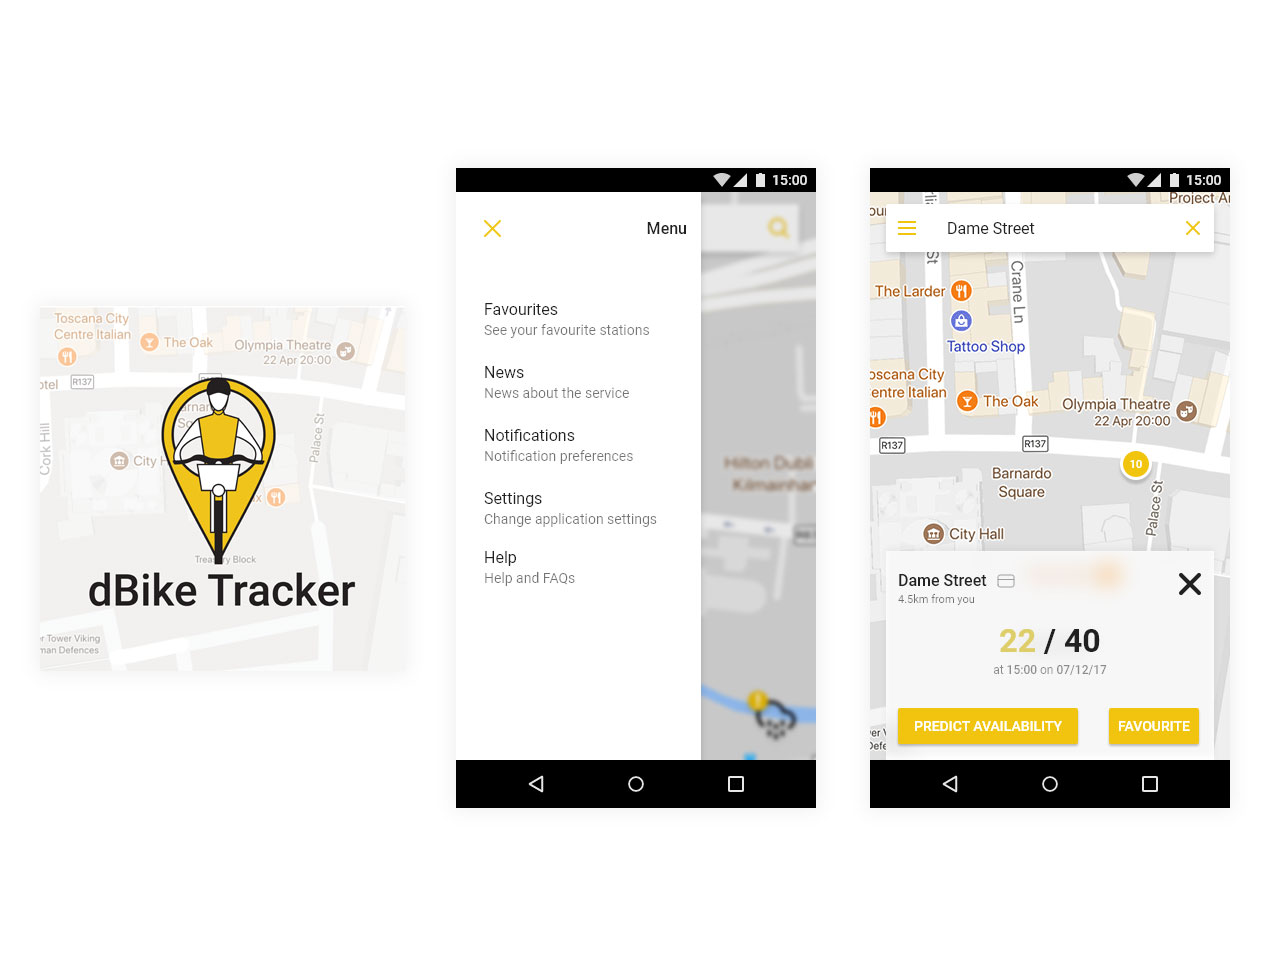 Toscana City
Centre Italian
The Oak
Olympia Theatre
22 Apr 20:00
R137
Cork Hill
City H
Palace St
Treasury Block
dBike Tracker
Tower Viking
Defences
15:00
Menu
Favourites
See your favourite stations
News
News about the service
Notifications
Notification preferences
Settings
Change application settings
Help
Help and FAQs
Hilton Dubli
Kilmainhar
15:00
Project Ar
Dame Street
St
Crane Ln
The Larder
Tattoo Shop
oscana City
entre Italian
The Oak
Olympia Theatre
22 Apr 20:00
R137
R137
10
Barnardo
Square
Palace St
City Hall
Dame Street
4.5km from you
22 / 40
at 15:00 on 07/12/17
PREDICT AVAILABILITY
FAVOURITE